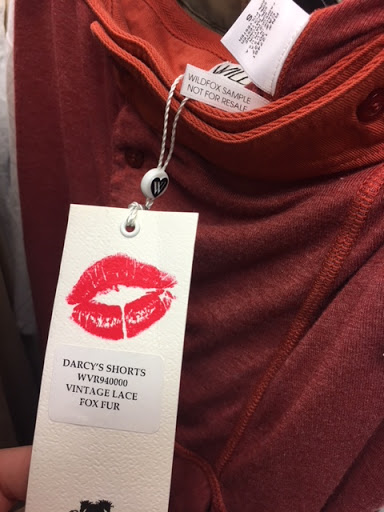 WILDFOX SAMPLE
NOT FOR RESALE
W
DARCY'S SHORTS
WVR940000
VINTAGE LACE
FOX FUR